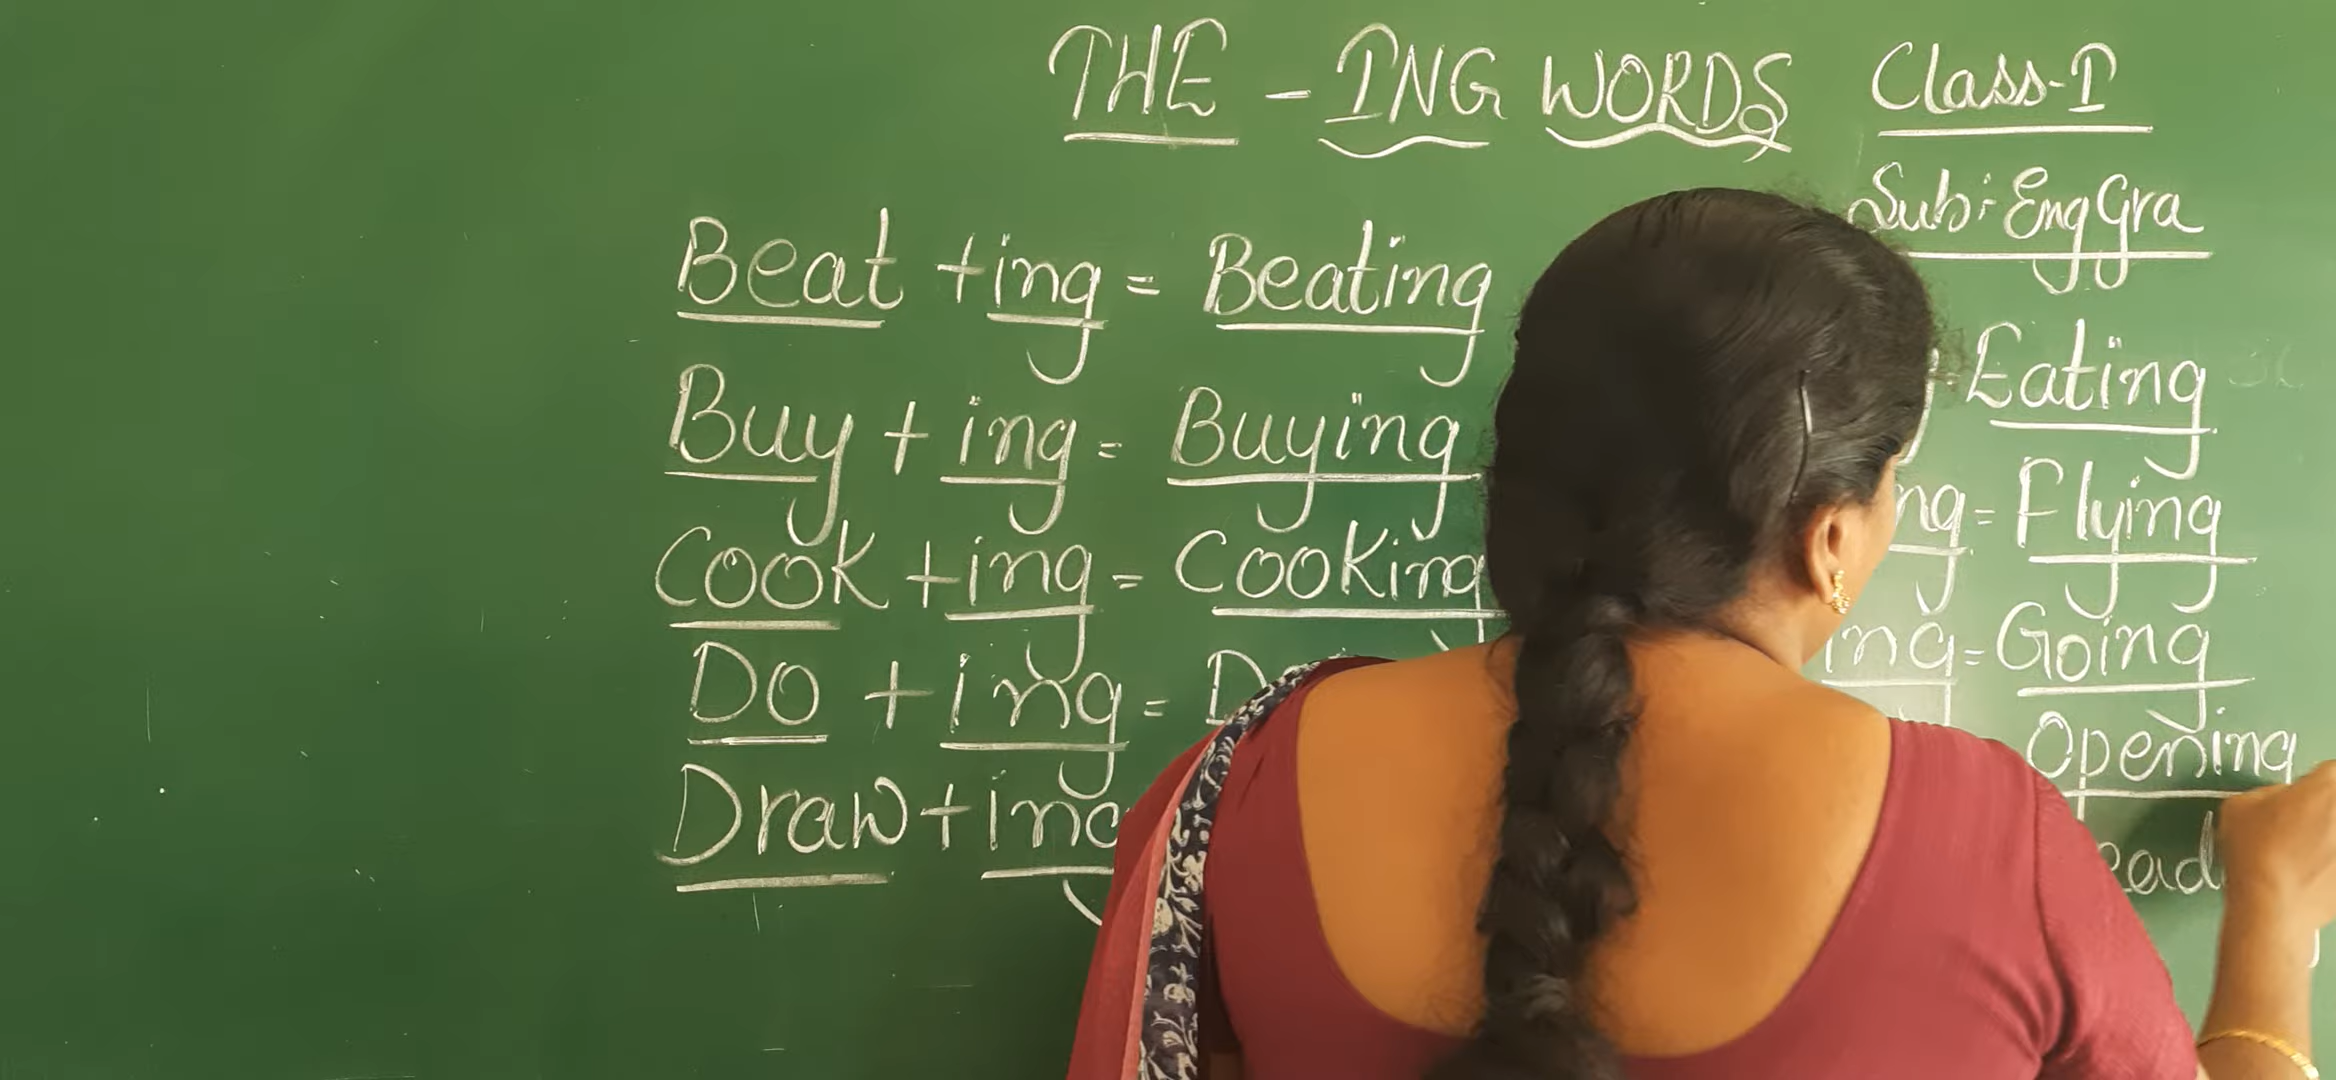 THE - ING WORDS Class-I
Sub: Eng Gra
Beat + ing = Beating
Buy + ing = Buying
Cook + ing = Cooking
Do + ing =
Draw +
Eating
= Flying
ing = Going
Opening